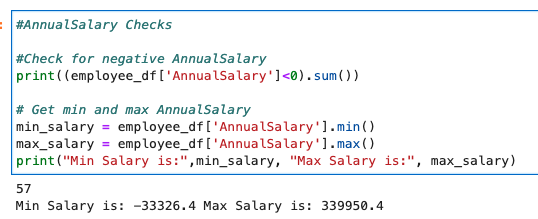 #AnnualSalary Checks
#Check for negative AnnualSalary
print((employee_df['AnnualSalary']<0).sum())
# Get min and max AnnualSalary
min_salary = employee_df['AnnualSalary'].min()
max_salary = employee_df['AnnualSalary'].max()
print("Min Salary is:",min_salary, "Max Salary is:", max_salary)
57
Min Salary is: -33326.4 Max Salary is: 339950.4